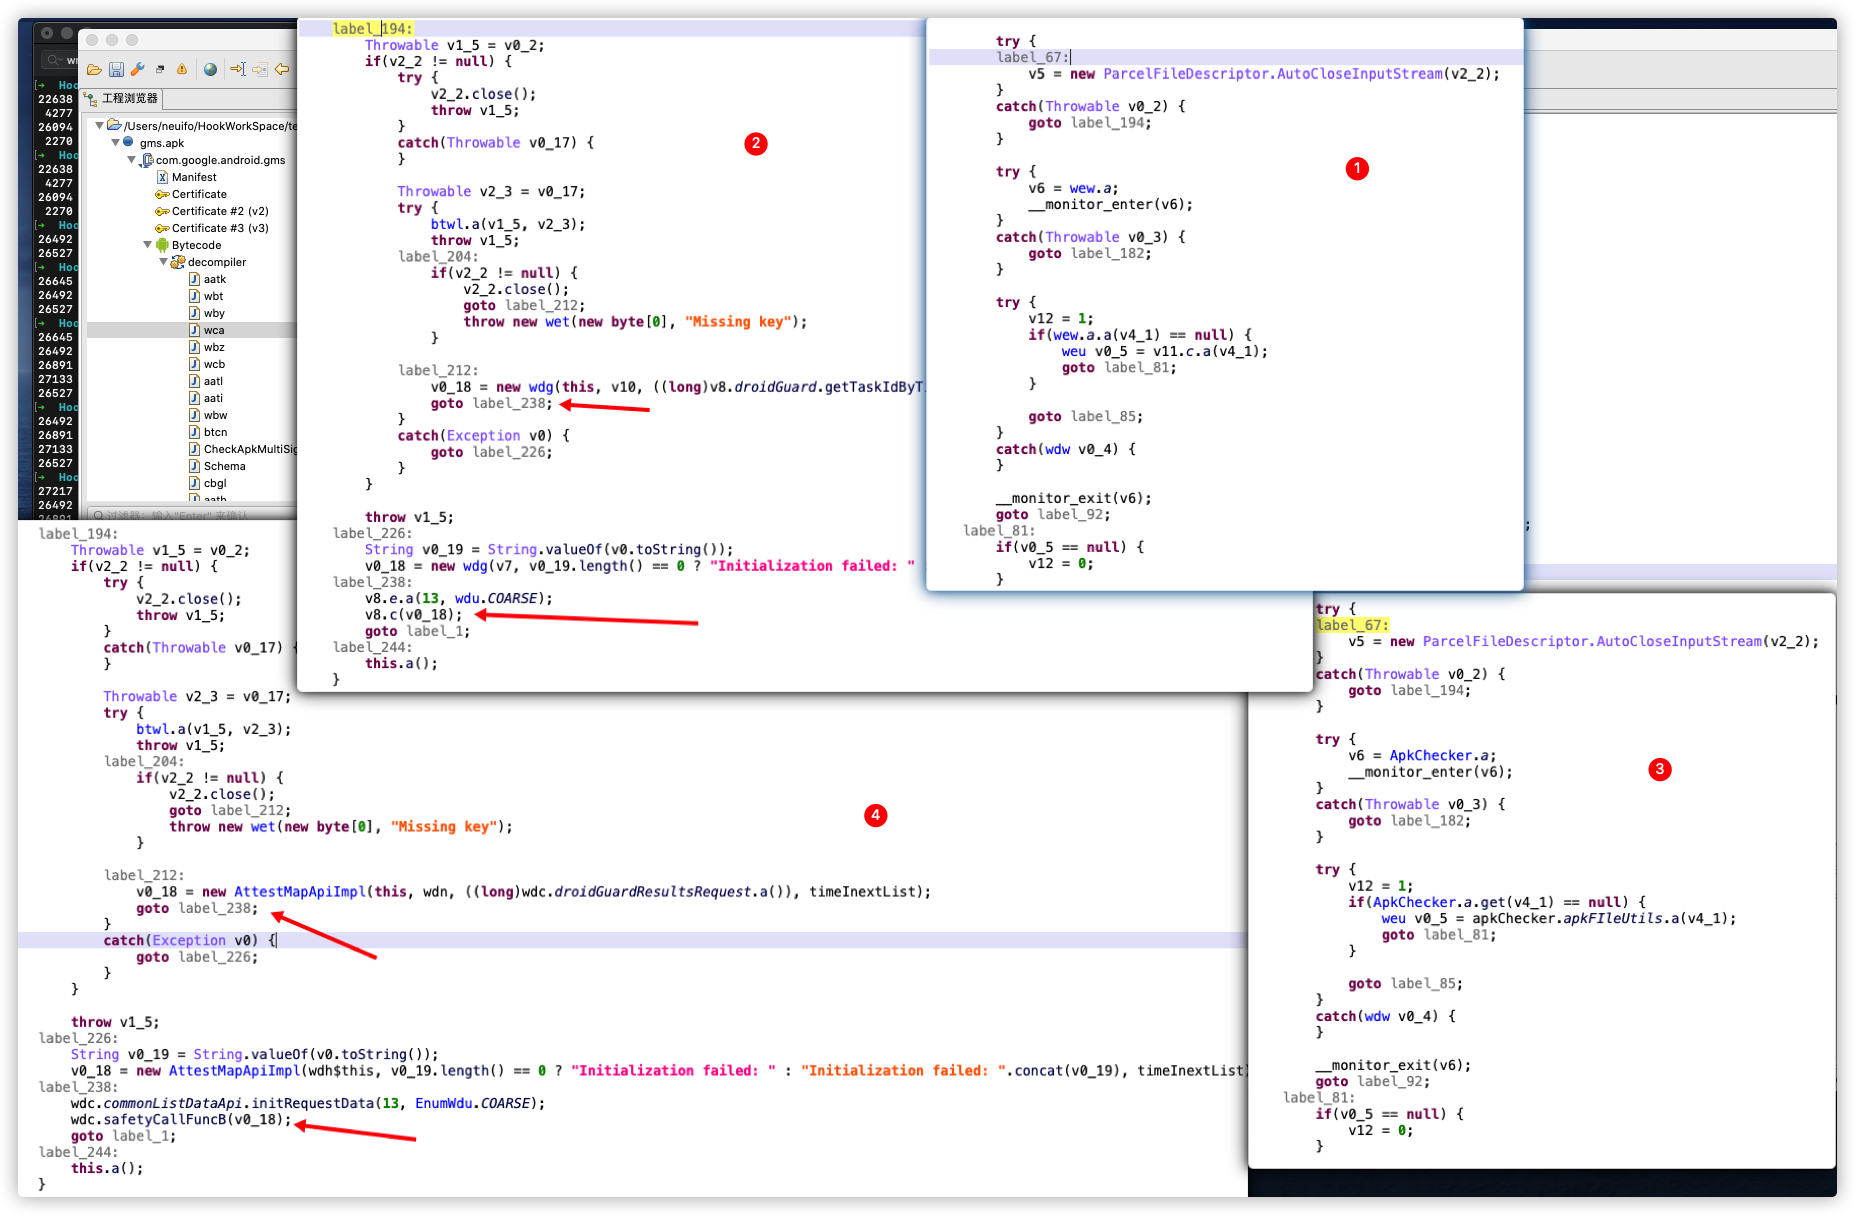 wr
Hoo
22638
4277
26094
2270
Hoo
22638
4277
26094
2270
Hoo
26492
26527
Hoo
26645
26492
26527
Hoo
26645
26492
26891
27133
26527
Hoo
26492
26891
27133
26527
Hoo
27217
26492
26891
工程浏览器
/Users/neuifo/HookWorkSpace/te
gms.apk
com.google.android.gms
Manifest
Certificate
Certificate #2 (v2)
Certificate #3 (v3)
Bytecode
decompiler
aatk
wbt
wby
wca
wbz
wcb
aatl
aati
wbw
btcn
CheckApkMultiSig
Schema
cbgl
aath
过滤器: 输入"Enter" 来确认
label_194:
Throwable v1_5 = v0_2;
if(v2_2 != null) {
try {
v2_2.close();
throw v1_5;
}
catch(Throwable v0_17) {
}
Throwable v2_3 = v0_17;
try {
btwl.a(v1_5, v2_3);
throw v1_5;
label_204:
if(v2_2 != null) {
v2_2.close();
goto label_212;
throw new wet(new byte[0], "Missing key");
}
label_212:
v0_18 = new wdg(this, v10, ((long)v8.droidGuard.getTaskIdByT
goto label_238;
}
catch(Exception v0) {
goto label_226;
}
}
throw v1_5;
label_226:
String v0_19 = String.valueOf(v0.toString());
v0_18 = new wdg(v7, v0_19.length() == 0 ? "Initialization failed: "
label_238:
v8.e.a(13, wdu.COARSE);
v8.c(v0_18);
goto label_1;
label_244:
this.a();
}
2
try {
label_67:
v5 = new ParcelFileDescriptor.AutoCloseInputStream(v2_2);
}
catch(Throwable v0_2) {
goto label_194;
}
try {
v6 = wew.a;
__monitor_enter(v6);
}
catch(Throwable v0_3) {
goto label_182;
}
try {
v12 = 1;
if(wew.a.a(v4_1) == null) {
weu v0_5 = v11.c.a(v4_1);
goto label_81;
}
goto label_85;
}
catch(wdw v0_4) {
}
__monitor_exit(v6);
goto label_92;
label_81:
if(v0_5 == null) {
v12 = 0;
}
1
;
try {
label_67:
v5 = new ParcelFileDescriptor.AutoCloseInputStream(v2_2);
}
catch(Throwable v0_2) {
goto label_194;
}
try {
v6 = ApkChecker.a;
__monitor_enter(v6);
}
catch(Throwable v0_3) {
goto label_182;
}
try {
v12 = 1;
if(ApkChecker.a.get(v4_1) == null) {
weu v0_5 = apkChecker.apkFIleUtils.a(v4_1);
goto label_81;
}
goto label_85;
}
catch(wdw v0_4) {
}
__monitor_exit(v6);
goto label_92;
label_81:
if(v0_5 == null) {
v12 = 0;
}
3
label_194:
Throwable v1_5 = v0_2;
if(v2_2 != null) {
try {
v2_2.close();
throw v1_5;
}
catch(Throwable v0_17) {
}
Throwable v2_3 = v0_17;
try {
btwl.a(v1_5, v2_3);
throw v1_5;
label_204:
if(v2_2 != null) {
v2_2.close();
goto label_212;
throw new wet(new byte[0], "Missing key");
}
label_212:
v0_18 = new AttestMapApiImpl(this, wdn, ((long)wdc.droidGuardResultsRequest.a()), timeInextList);
goto label_238;
}
catch(Exception v0) {
goto label_226;
}
}
throw v1_5;
label_226:
String v0_19 = String.valueOf(v0.toString());
v0_18 = new AttestMapApiImpl(wdh$this, v0_19.length() == 0 ? "Initialization failed: " : "Initialization failed: ".concat(v0_19), timeInextList)
label_238:
wdc.commonListDataApi.initRequestData(13, EnumWdu.COARSE);
wdc.safetyCallFuncB(v0_18);
goto label_1;
label_244:
this.a();
}
4